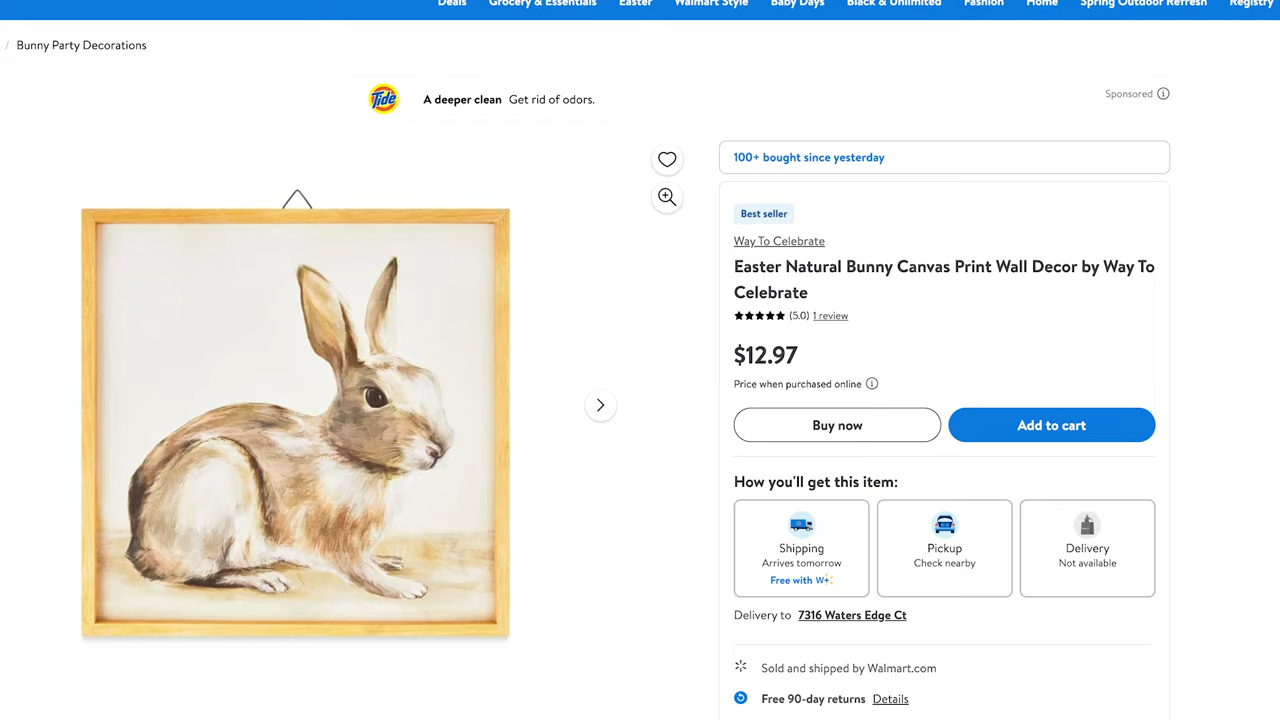 Deals Grocery & Essentials Easter Walmart Style Baby Days Black & Unlimited Fashion Home Spring Outdoor Refresh Registry
/ Bunny Party Decorations
Tide A deeper clean Get rid of odors.
Sponsored
100+ bought since yesterday
Best seller
Way To Celebrate
Easter Natural Bunny Canvas Print Wall Decor by Way To
Celebrate
(5.0) 1 review
$12.97
Price when purchased online
Buy now Add to cart
How you'll get this item:
Shipping Pickup Delivery
Arrives tomorrow Check nearby Not available
Free with W+
Delivery to 7316 Waters Edge Ct
Sold and shipped by Walmart.com
Free 90-day returns Details